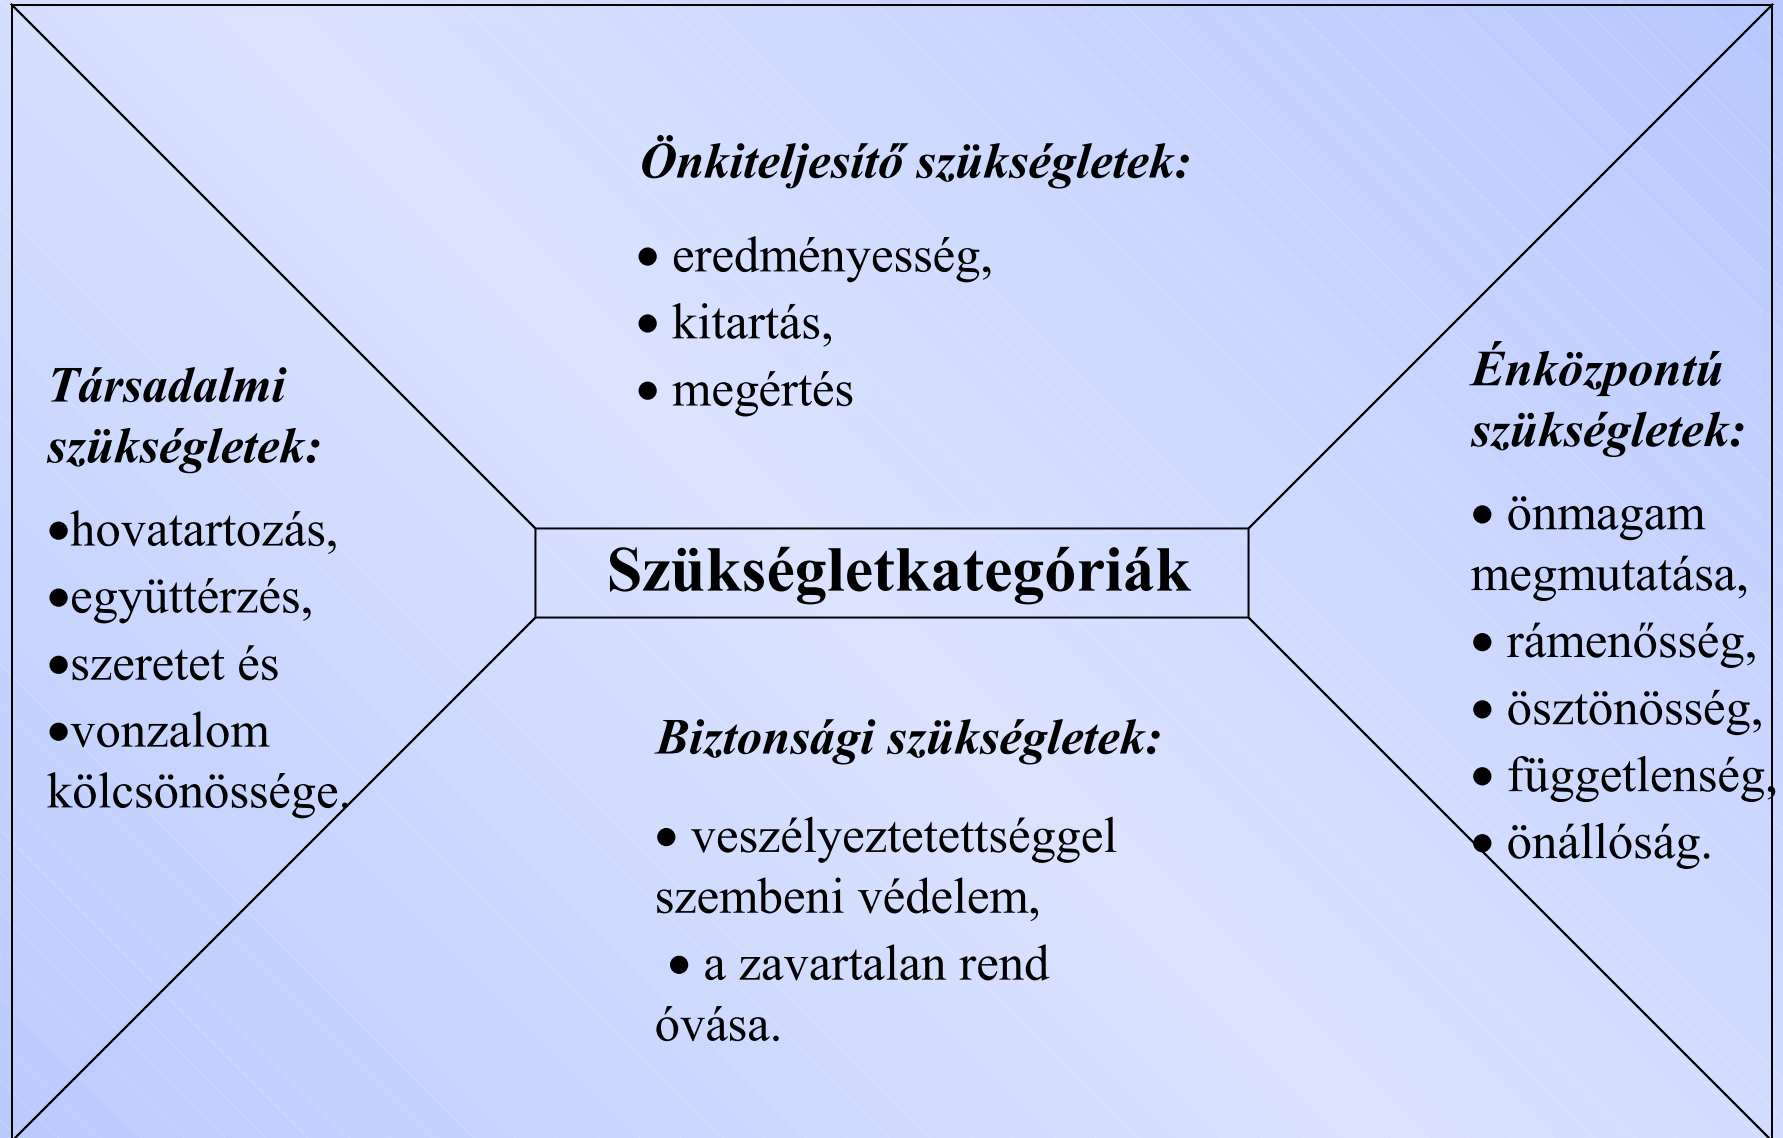 Önkiteljesítő szükségletek:
• eredményesség,
• kitartás,
• megértés
Társadalmi
szükségletek:
•hovatartozás,
•együttérzés,
•szeretet és
•vonzalom
kölcsönössége.
Szükségletkategóriák
Énközpontú
szükségletek:
• önmagam
megmutatása,
• rámenősség,
• ösztönösség,
• függetlenség,
• önállóság.
Biztonsági szükségletek:
• veszélyeztetettséggel
szembeni védelem,
• a zavartalan rend
óvása.